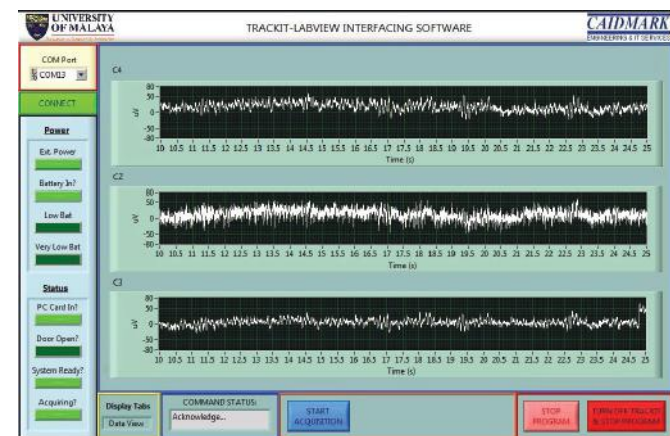 UNIVERSITY
OF MALAYA
TRACKIT-LABVIEW INTERFACING SOFTWARE
CAIDMARK
ENGINEERING & IT SERVICES
COM Port
COM13
CONNECT
Power
Ext. Power
Battery In?
Low Bat
Very Low Bat
Status
PC Card In?
Door Open?
System Ready?
Acquiring?
C4
80
50
0
-50
-80
uV
10 10.5 11 11.5 12 12.5 13 13.5 14 14.5 15 15.5 16 16.5 17 17.5 18 18.5 19 19.5 20 20.5 21 21.5 22 22.5 23 23.5 24 24.5 25
Time (s)
C2
80
50
0
-50
-80
uV
10 10.5 11 11.5 12 12.5 13 13.5 14 14.5 15 15.5 16 16.5 17 17.5 18 18.5 19 19.5 20 20.5 21 21.5 22 22.5 23 23.5 24 24.5 25
Time (s)
C3
80
50
0
-50
-80
uV
10 10.5 11 11.5 12 12.5 13 13.5 14 14.5 15 15.5 16 16.5 17 17.5 18 18.5 19 19.5 20 20.5 21 21.5 22 22.5 23 23.5 24 24.5 25
Time (s)
Display Tabs
Data View
COMMAND STATUS:
Acknowledge...
START
ACQUISITION
STOP
PROGRAM
TURN OFF TRACKIT
& STOP PROGRAM